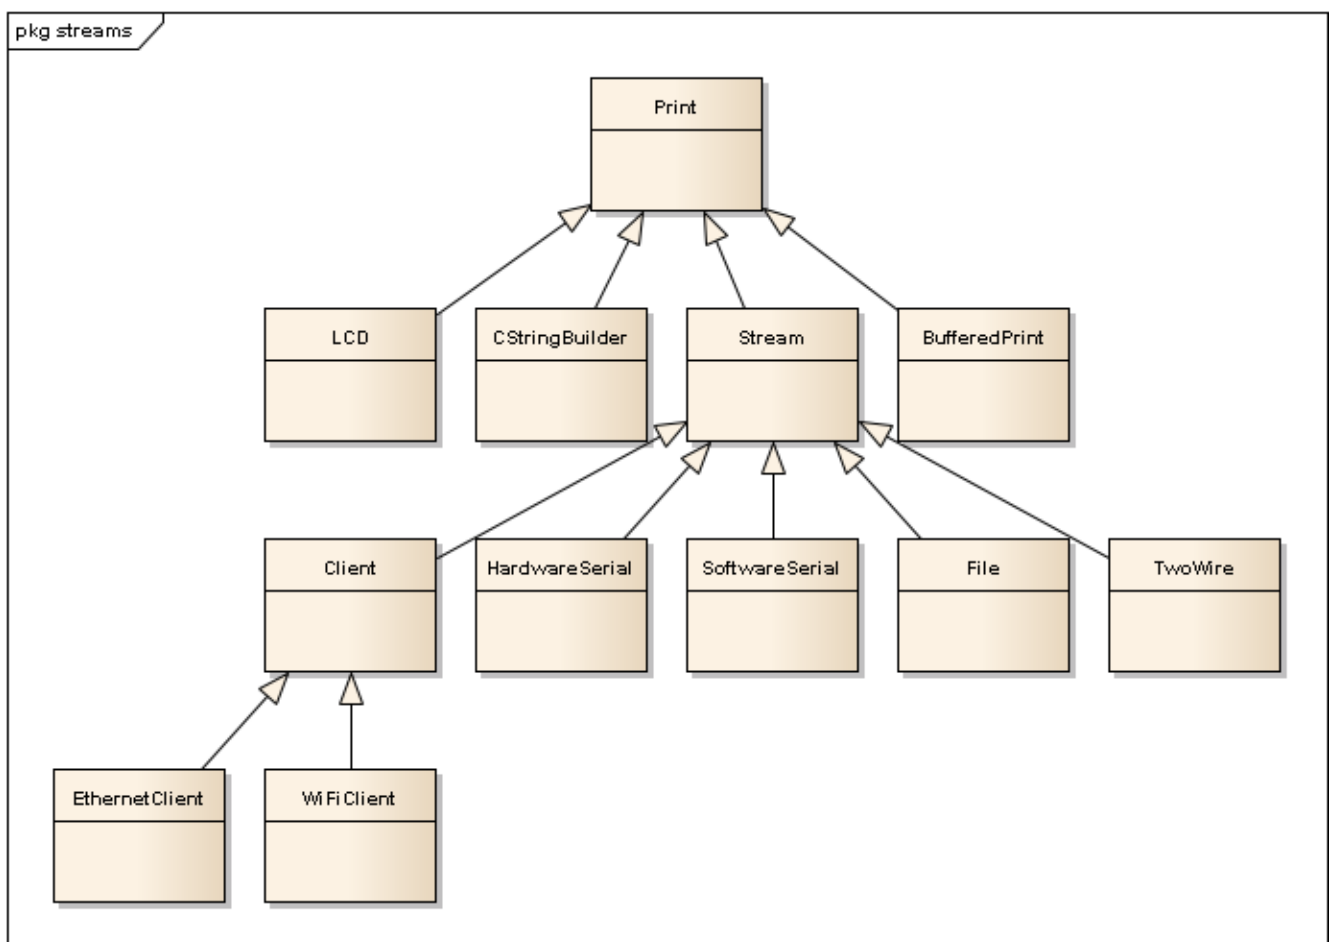 pkg streams
Print
LCD
CStringBuilder
Stream
BufferedPrint
Client
HardwareSerial
SoftwareSerial
File
TwoWire
EthernetClient
WiFiClient